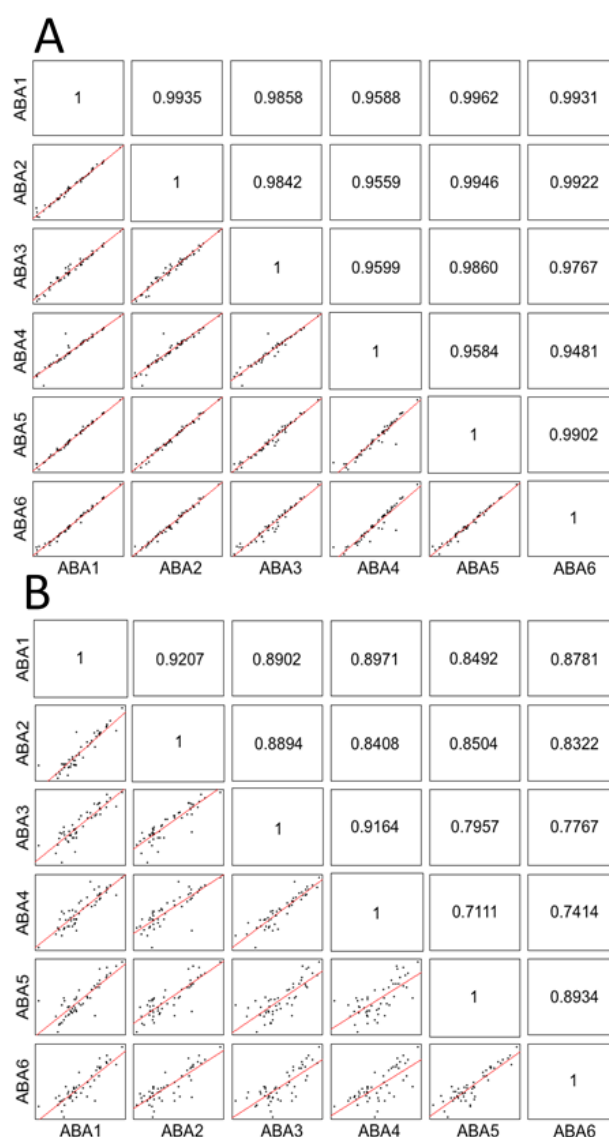 A
ABA1 1 0.9935 0.9858 0.9588 0.9962 0.9931
ABA2 1 0.9842 0.9559 0.9946 0.9922
ABA3 1 0.9599 0.9860 0.9767
ABA4 1 0.9584 0.9481
ABA5 1 0.9902
ABA6 1
ABA1 ABA2 ABA3 ABA4 ABA5 ABA6
B
ABA1 1 0.9207 0.8902 0.8971 0.8492 0.8781
ABA2 1 0.8894 0.8408 0.8504 0.8322
ABA3 1 0.9164 0.7957 0.7767
ABA4 1 0.7111 0.7414
ABA5 1 0.8934
ABA6 1
ABA1 ABA2 ABA3 ABA4 ABA5 ABA6